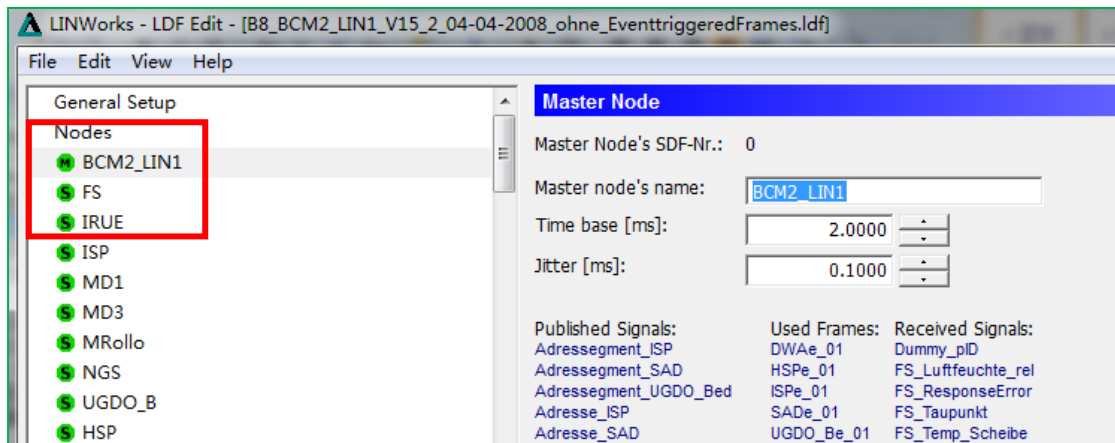 LINWorks - LDF Edit - [B8_BCM2_LIN1_V15_2_04-04-2008_ohne_EventtriggeredFrames.ldf]
File Edit View Help
General Setup
Nodes
M BCM2_LIN1
S FS
S IRUE
S ISP
S MD1
S MD3
S MRollo
S NGS
S UGDO_B
S HSP
Master Node
Master Node's SDF-Nr.: 0
Master node's name: BCM2_LIN1
Time base [ms]: 2.0000
Jitter [ms]: 0.1000
Published Signals: Used Frames: Received Signals:
Adressegment_ISP DWAe_01 Dummy_pID
Adressegment_SAD HSPe_01 FS_Luftfeuchte_rel
Adressegment_UGDO_Bed ISPe_01 FS_ResponseError
Adresse_ISP SADe_01 FS_Taupunkt
Adresse_SAD UGDO_Be_01 FS_Temp_Scheibe